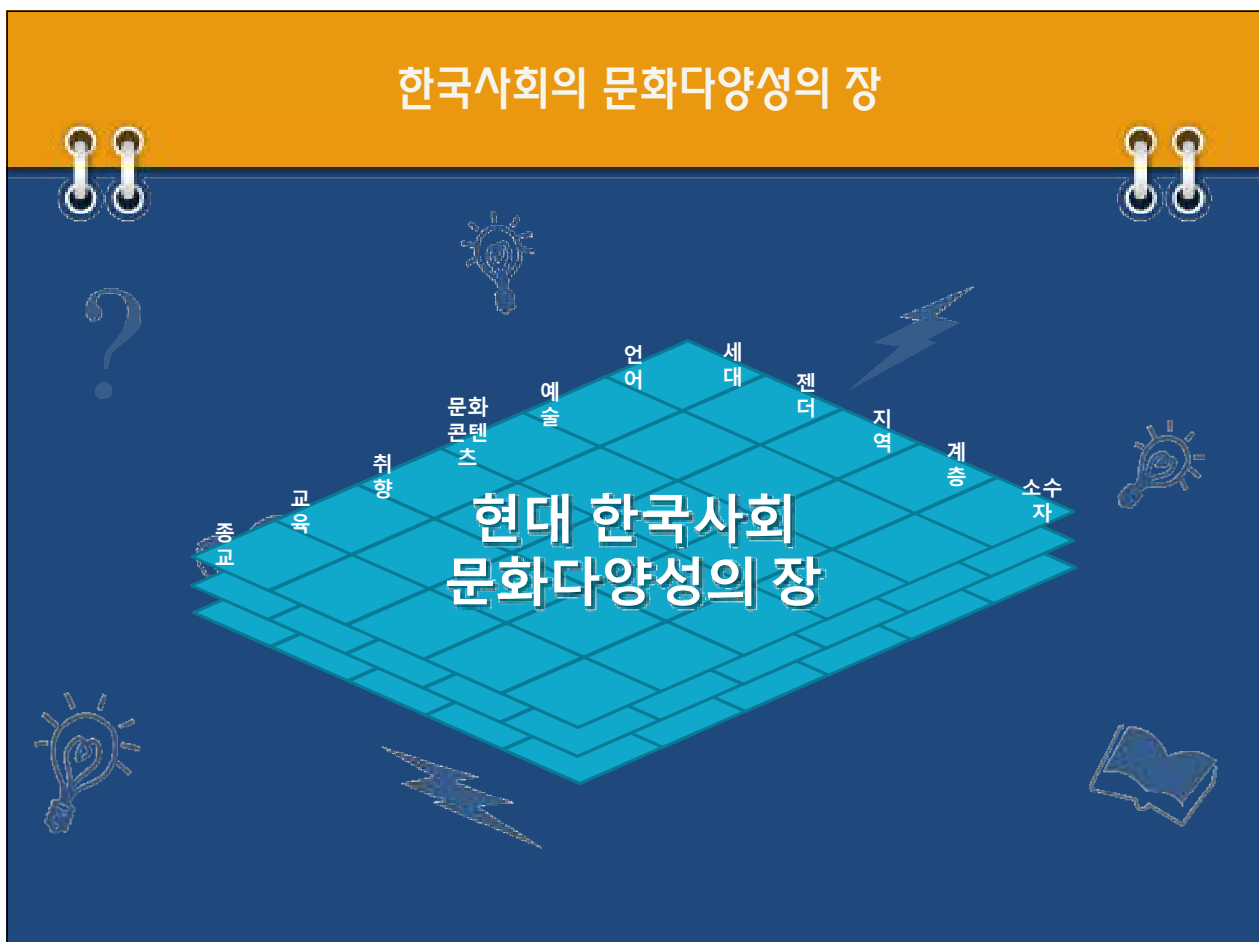 한국사회의 문화다양성의 장
언
어
세
대
예
술
젠
더
문화
콘텐
츠
지
역
취
향
계
층
교
육
소수
자
종
교
현대 한국사회
문화다양성의 장
?